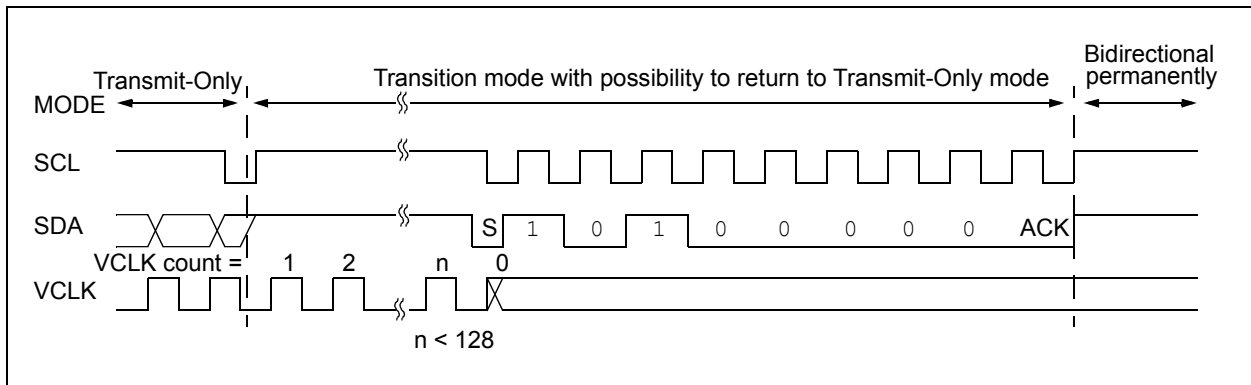 Transmit-Only
Transition mode with possibility to return to Transmit-Only mode
Bidirectional
permanently
MODE
SCL
SDA
S 1 0 1 0 0 0 0 0 ACK
VCLK count = 1 2 n 0
VCLK
n < 128